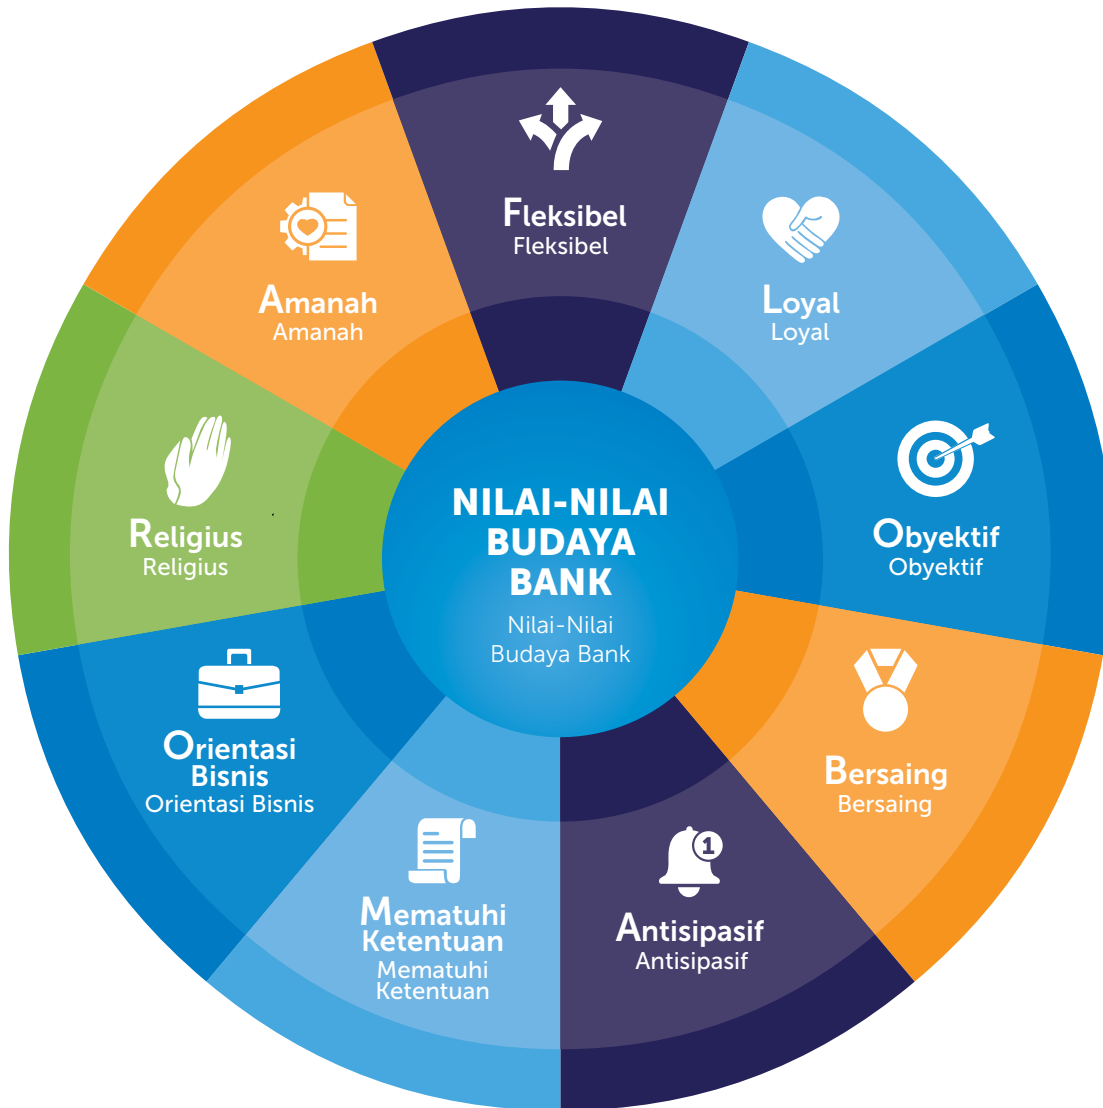 Fleksibel
Fleksibel
Loyal
Loyal
Obyektif
Obyektif
Bersaing
Bersaing
1
Antisipasif
Antisipasif
Mematuhi
Ketentuan
Mematuhi
Ketentuan
Orientasi
Bisnis
Orientasi Bisnis
Religius
Religius
Amanah
Amanah
NILAI-NILAI
BUDAYA
BANK
Nilai-Nilai
Budaya Bank